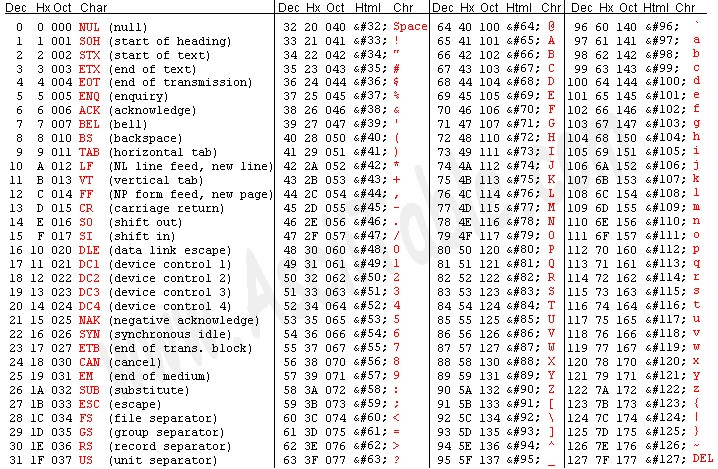 Dec Hx Oct Char Dec Hx Oct Html Chr Dec Hx Oct Html Chr Dec Hx Oct Html Chr
0 0 000 NUL (null) 32 20 040 &#32; Space 64 40 100 &#64; @ 96 60 140 &#96; `
1 1 001 SOH (start of heading) 33 21 041 &#33; ! 65 41 101 &#65; A 97 61 141 &#97; a
2 2 002 STX (start of text) 34 22 042 &#34; " 66 42 102 &#66; B 98 62 142 &#98; b
3 3 003 ETX (end of text) 35 23 043 &#35; # 67 43 103 &#67; C 99 63 143 &#99; c
4 4 004 EOT (end of transmission) 36 24 044 &#36; $ 68 44 104 &#68; D 100 64 144 &#100; d
5 5 005 ENQ (enquiry) 37 25 045 &#37; % 69 45 105 &#69; E 101 65 145 &#101; e
6 6 006 ACK (acknowledge) 38 26 046 &#38; & 70 46 106 &#70; F 102 66 146 &#102; f
7 7 007 BEL (bell) 39 27 047 &#39; ' 71 47 107 &#71; G 103 67 147 &#103; g
8 8 010 BS (backspace) 40 28 050 &#40; ( 72 48 110 &#72; H 104 68 150 &#104; h
9 9 011 TAB (horizontal tab) 41 29 051 &#41; ) 73 49 111 &#73; I 105 69 151 &#105; i
10 A 012 LF (NL line feed, new line) 42 2A 052 &#42; * 74 4A 112 &#74; J 106 6A 152 &#106; j
11 B 013 VT (vertical tab) 43 2B 053 &#43; + 75 4B 113 &#75; K 107 6B 153 &#107; k
12 C 014 FF (NP form feed, new page) 44 2C 054 &#44; , 76 4C 114 &#76; L 108 6C 154 &#108; l
13 D 015 CR (carriage return) 45 2D 055 &#45; - 77 4D 115 &#77; M 109 6D 155 &#109; m
14 E 016 SO (shift out) 46 2E 056 &#46; . 78 4E 116 &#78; N 110 6E 156 &#110; n
15 F 017 SI (shift in) 47 2F 057 &#47; / 79 4F 117 &#79; O 111 6F 157 &#111; o
16 10 020 DLE (data link escape) 48 30 060 &#48; 0 80 50 120 &#80; P 112 70 160 &#112; p
17 11 021 DC1 (device control 1) 49 31 061 &#49; 1 81 51 121 &#81; Q 113 71 161 &#113; q
18 12 022 DC2 (device control 2) 50 32 062 &#50; 2 82 52 122 &#82; R 114 72 162 &#114; r
19 13 023 DC3 (device control 3) 51 33 063 &#51; 3 83 53 123 &#83; S 115 73 163 &#115; s
20 14 024 DC4 (device control 4) 52 34 064 &#52; 4 84 54 124 &#84; T 116 74 164 &#116; t
21 15 025 NAK (negative acknowledge) 53 35 065 &#53; 5 85 55 125 &#85; U 117 75 165 &#117; u
22 16 026 SYN (synchronous idle) 54 36 066 &#54; 6 86 56 126 &#86; V 118 76 166 &#118; v
23 17 027 ETB (end of trans. block) 55 37 067 &#55; 7 87 57 127 &#87; W 119 77 167 &#119; w
24 18 030 CAN (cancel) 56 38 070 &#56; 8 88 58 130 &#88; X 120 78 170 &#120; x
25 19 031 EM (end of medium) 57 39 071 &#57; 9 89 59 131 &#89; Y 121 79 171 &#121; y
26 1A 032 SUB (substitute) 58 3A 072 &#58; : 90 5A 132 &#90; Z 122 7A 172 &#122; z
27 1B 033 ESC (escape) 59 3B 073 &#59; ; 91 5B 133 &#91; [ 123 7B 173 &#123; {
28 1C 034 FS (file separator) 60 3C 074 &#60; < 92 5C 134 &#92; \ 124 7C 174 &#124; |
29 1D 035 GS (group separator) 61 3D 075 &#61; = 93 5D 135 &#93; ] 125 7D 175 &#125; }
30 1E 036 RS (record separator) 62 3E 076 &#62; > 94 5E 136 &#94; ^ 126 7E 176 &#126; ~
31 1F 037 US (unit separator) 63 3F 077 &#63; ? 95 5F 137 &#95; _ 127 7F 177 &#127; DEL